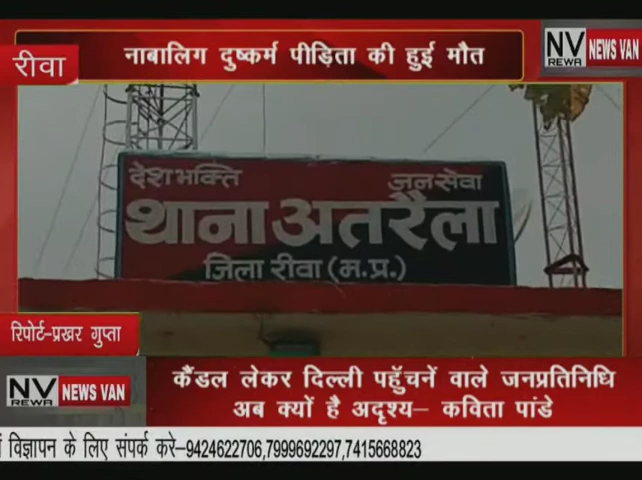 नाबालिग दुष्कर्म पीड़िता की हुई मौत
NV
REWA
NEWS VAN
रीवा
देशभक्ति
जनसेवा
थाना अतरैला
जिला रीवा (म.प्र.)
रिपोर्ट-प्रखर गुप्ता
NV
REWA
NEWS VAN
कैंडल लेकर दिल्ली पहुॅचनें वाले जनप्रतिनिधि
अब क्यों है अदृश्य– कविता पांडे
विज्ञापन के लिए संपर्क करे–9424622706,7999692297,7415668823